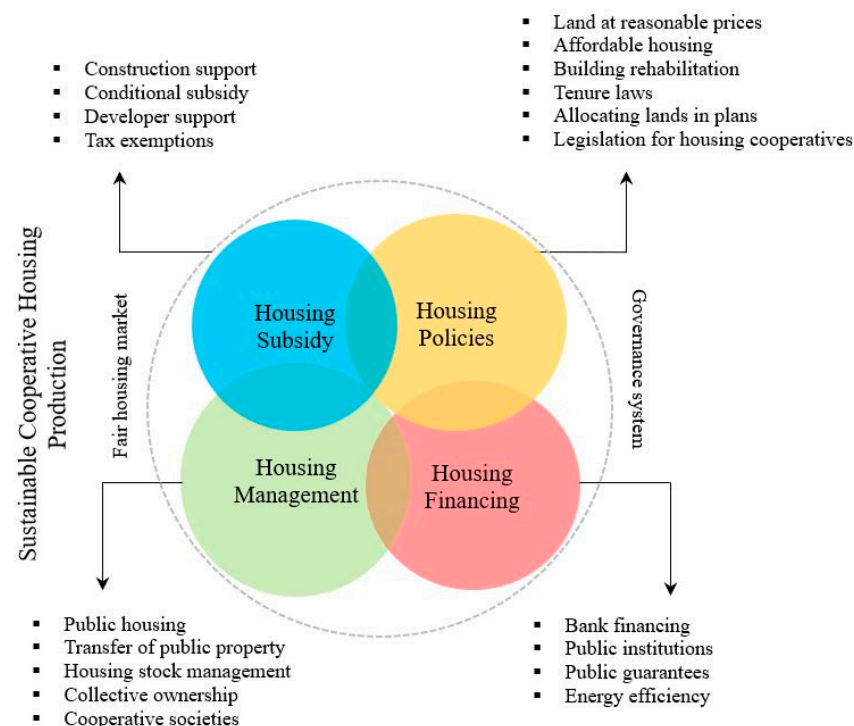 Construction support
Conditional subsidy
Developer support
Tax exemptions
Land at reasonable prices
Affordable housing
Building rehabilitation
Tenure laws
Allocating lands in plans
Legislation for housing cooperatives
Sustainable Cooperative Housing
Production
Fair housing market
Housing
Subsidy
Housing
Policies
Housing
Management
Housing
Financing
Governance system
Public housing
Transfer of public property
Housing stock management
Collective ownership
Cooperative societies
Bank financing
Public institutions
Public guarantees
Energy efficiency